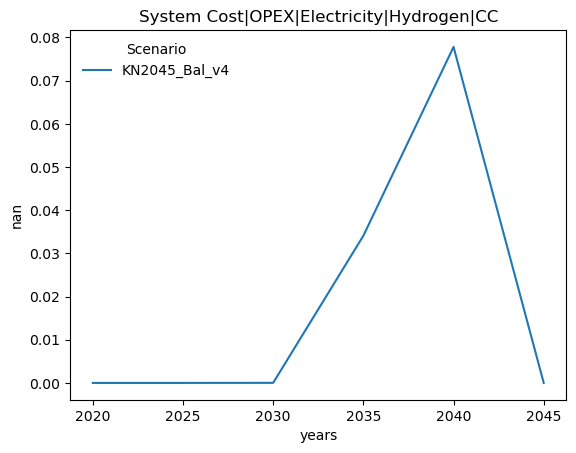 System Cost|OPEX|Electricity|Hydrogen|CC
Scenario
KN2045_Bal_v4
0.08
0.07
0.06
0.05
0.04
0.03
0.02
0.01
0.00
nan
2020 2025 2030 2035 2040 2045
years